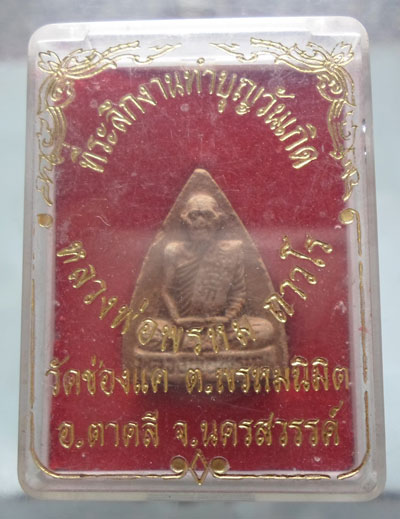 ที่ระลึกงานทำบุญวันเกิด
หลวงพ่อพรหม ถาวโร
วัดช่องแค ต.พรหมนิมิต
อ.ตาคลี จ.นครสวรรค์